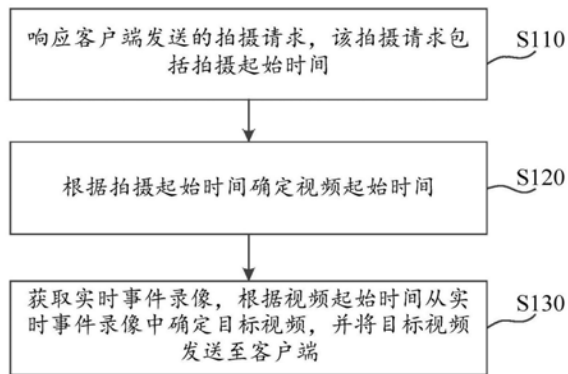 响应客户端发送的拍摄请求，该拍摄请求包
括拍摄起始时间
S110
根据拍摄起始时间确定视频起始时间
S120
获取实时事件录像，根据视频起始时间从实
时事件录像中确定目标视频，并将目标视频
发送至客户端
S130